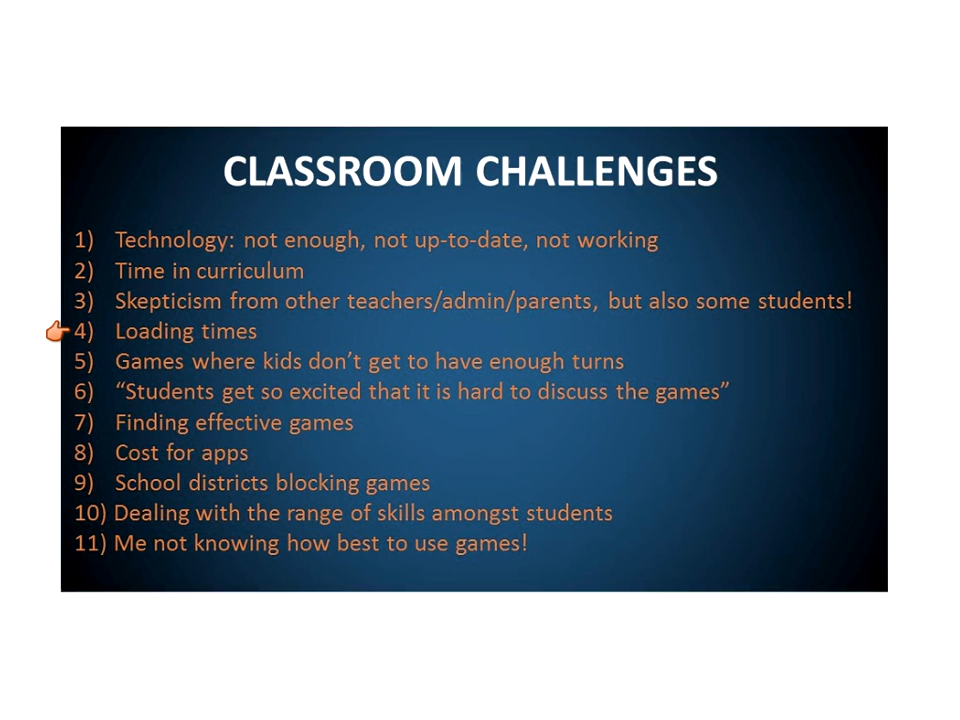 CLASSROOM CHALLENGES
1) Technology: not enough, not up-to-date, not working
2) Time in curriculum
3) Skepticism from other teachers/admin/parents, but also some students!
4) Loading times
5) Games where kids don’t get to have enough turns
6) “Students get so excited that it is hard to discuss the games”
7) Finding effective games
8) Cost for apps
9) School districts blocking games
10) Dealing with the range of skills amongst students
11) Me not knowing how best to use games!